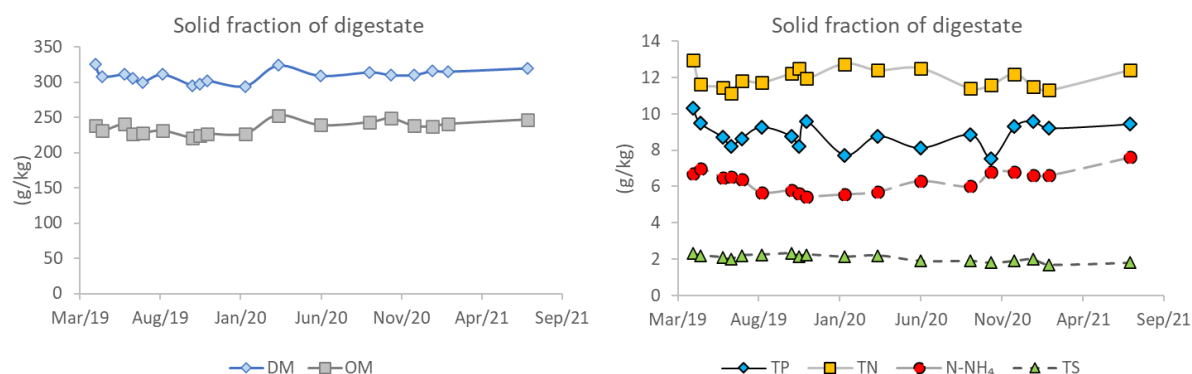 Solid fraction of digestate
350
300
250
200
150
100
50
0
(g/kg)
Mar/19 Aug/19 Jan/20 Jun/20 Nov/20 Apr/21 Sep/21
DM OM
Solid fraction of digestate
14
12
10
8
6
4
2
0
(g/kg)
Mar/19 Aug/19 Jan/20 Jun/20 Nov/20 Apr/21 Sep/21
TP TN N-NH₄ TS